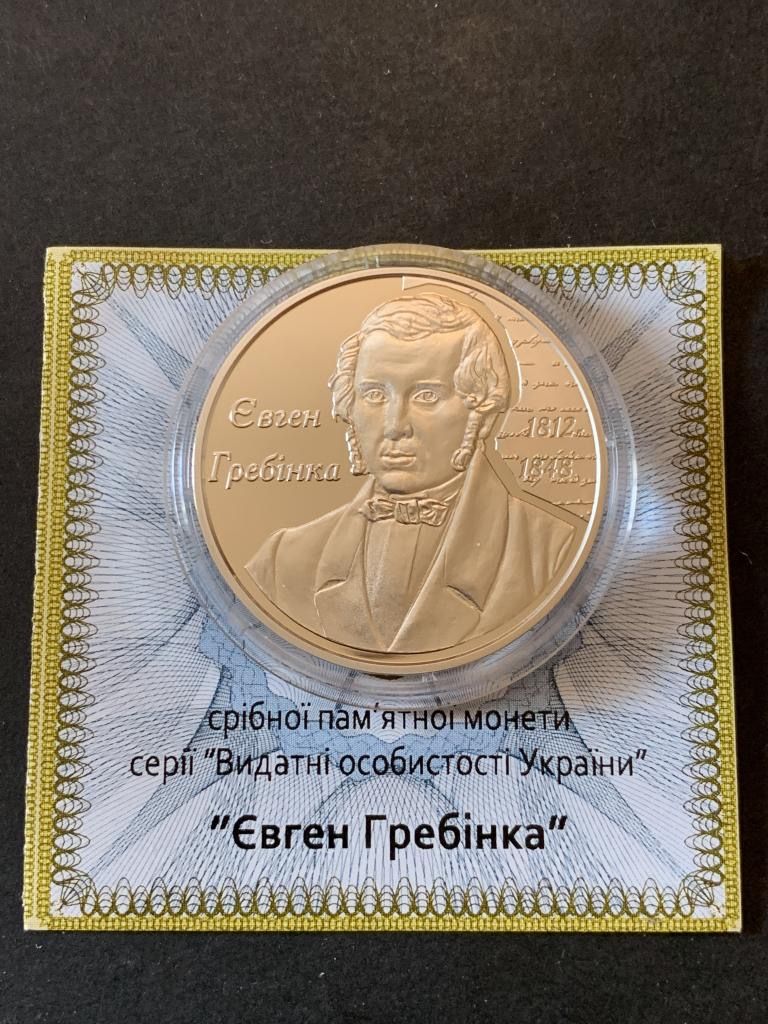 Євген
Гребінка
1812
1848
срібної пам'ятної монети
серії "Видатні особистості України"
"Євген Гребінка"